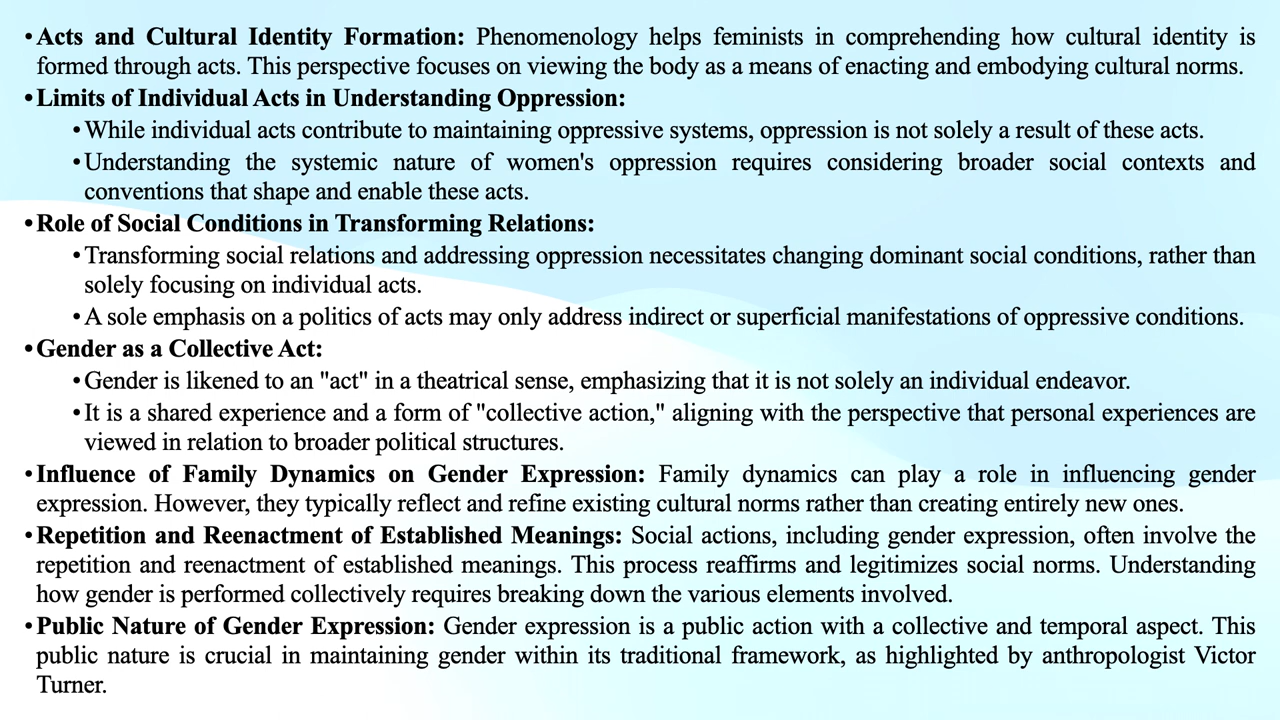 •Acts and Cultural Identity Formation: Phenomenology helps feminists in comprehending how cultural identity is
formed through acts. This perspective focuses on viewing the body as a means of enacting and embodying cultural norms.
•Limits of Individual Acts in Understanding Oppression:
•While individual acts contribute to maintaining oppressive systems, oppression is not solely a result of these acts.
•Understanding the systemic nature of women's oppression requires considering broader social contexts and
conventions that shape and enable these acts.
•Role of Social Conditions in Transforming Relations:
•Transforming social relations and addressing oppression necessitates changing dominant social conditions, rather than
solely focusing on individual acts.
•A sole emphasis on a politics of acts may only address indirect or superficial manifestations of oppressive conditions.
•Gender as a Collective Act:
•Gender is likened to an "act" in a theatrical sense, emphasizing that it is not solely an individual endeavor.
•It is a shared experience and a form of "collective action," aligning with the perspective that personal experiences are
viewed in relation to broader political structures.
•Influence of Family Dynamics on Gender Expression: Family dynamics can play a role in influencing gender
expression. However, they typically reflect and refine existing cultural norms rather than creating entirely new ones.
•Repetition and Reenactment of Established Meanings: Social actions, including gender expression, often involve the
repetition and reenactment of established meanings. This process reaffirms and legitimizes social norms. Understanding
how gender is performed collectively requires breaking down the various elements involved.
•Public Nature of Gender Expression: Gender expression is a public action with a collective and temporal aspect. This
public nature is crucial in maintaining gender within its traditional framework, as highlighted by anthropologist Victor
Turner.